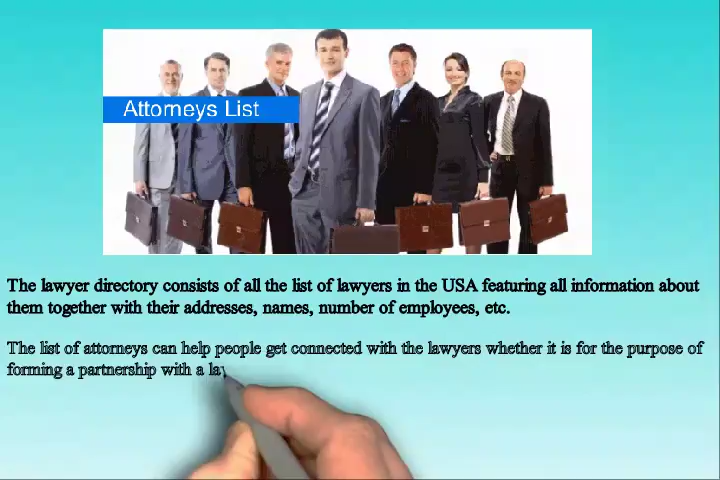 Attorneys List
The lawyer directory consists of all the list of lawyers in the USA featuring all information about
them together with their addresses, names, number of employees, etc.
The list of attorneys can help people get connected with the lawyers whether it is for the purpose of
forming a partnership with a la